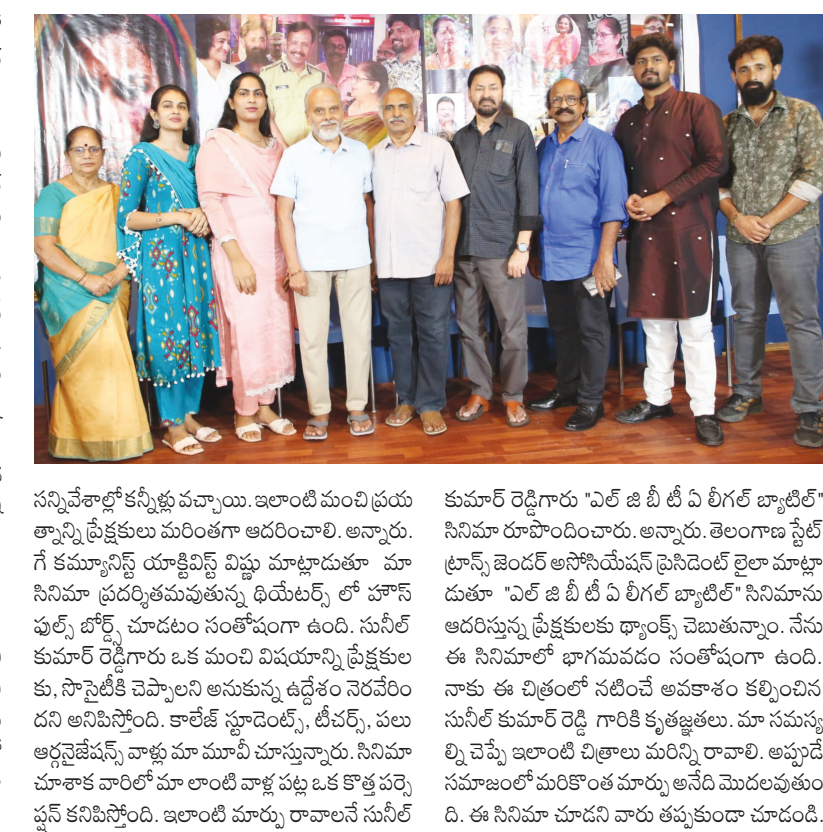 సన్నివేశాల్లో కన్నీళ్లు వచ్చాయి. ఇలాంటి మంచి ప్రయ
త్నాన్ని ప్రేక్షకులు మరింతగా ఆదరించాలి. అన్నారు.
గే కమ్యూనిస్ట్ యాక్టివిస్ట్ విష్ణు మాట్లాడుతూ మా
సినిమా ప్రదర్శితమవుతున్న థియేటర్స్ లో హౌస్
ఫుల్స్ బోర్డ్స్ చూడటం సంతోషంగా ఉంది. సునీల్
కుమార్ రెడ్డిగారు ఒక మంచి విషయాన్ని ప్రేక్షకుల
కు, సొసైటీకి చెప్పాలని అనుకున్న ఉద్దేశం నెరవేరిం
దని అనిపిస్తోంది. కాలేజ్ స్టూడెంట్స్, టీచర్స్, పలు
ఆర్గనైజేషన్స్ వాళ్లు మా మూవీ చూస్తున్నారు. సినిమా
చూశాక వారిలో మా లాంటి వాళ్ల పట్ల ఒక కొత్త పర్సె
ప్షన్ కనిపిస్తోంది. ఇలాంటి మార్పు రావాలనే సునీల్
కుమార్ రెడ్డిగారు "ఎల్ జి బీ టీ ఏ లీగల్ బ్యాటిల్"
సినిమా రూపొందించారు. అన్నారు. తెలంగాణ స్టేట్
ట్రాన్స్ జెండర్ అసోసియేషన్ ప్రెసిడెంట్ లైలా మాట్లా
డుతూ "ఎల్ జి బీ టీ ఏ లీగల్ బ్యాటిల్" సినిమాను
ఆదరిస్తున్న ప్రేక్షకులకు థ్యాంక్స్ చెబుతున్నాం. నేను
ఈ సినిమాలో భాగమవడం సంతోషంగా ఉంది.
నాకు ఈ చిత్రంలో నటించే అవకాశం కల్పించిన
సునీల్ కుమార్ రెడ్డి గారికి కృతజ్ఞతలు. మా సమస్య
ల్ని చెప్పే ఇలాంటి చిత్రాలు మరిన్ని రావాలి. అప్పుడే
సమాజంలో మరికొంత మార్పు అనేది మొదలవుతుం
ది. ఈ సినిమా చూడని వారు తప్పకుండా చూడండి.